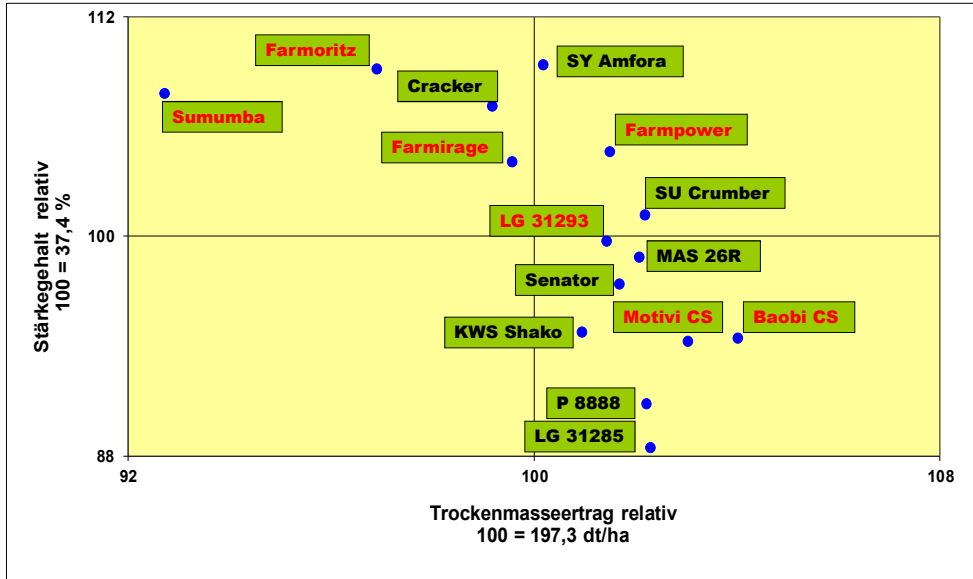 112
Farmoritz
SY Amfora
Cracker
Sumumba
Farmpower
Farmirage
SU Crumber
LG 31293
100
MAS 26R
Senator
Motivi CS
Baobi CS
KWS Shako
P 8888
LG 31285
88
92
100
108
Stärkegehalt relativ
100 = 37,4 %
Trockenmasseertrag relativ
100 = 197,3 dt/ha